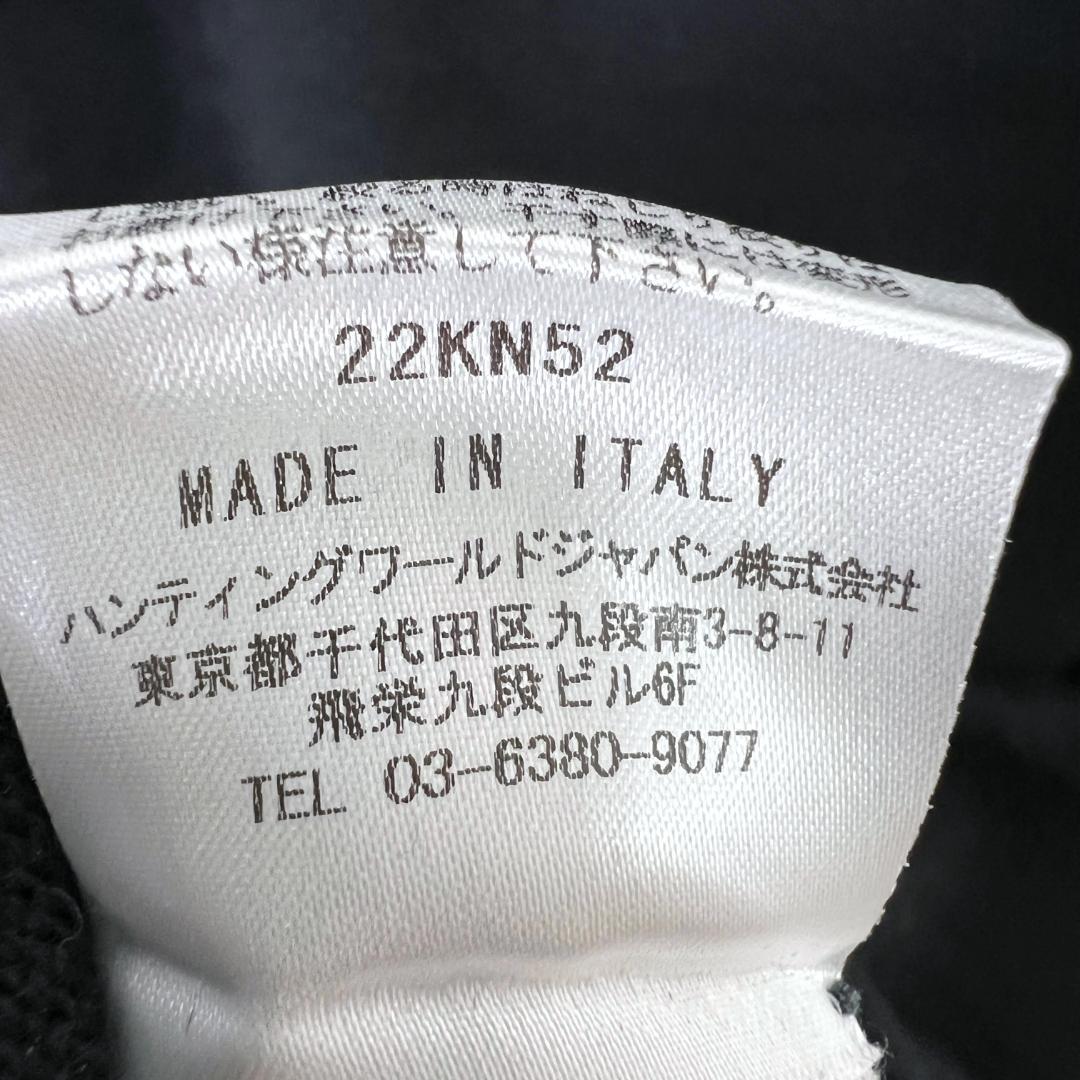 しない様注意して下さい。
22KN52
MADE IN ITALY
ハンティングワールドジャパン株式会社
東京都千代田区九段南3-8-11
飛栄九段ビル6F
TEL 03-6380-9077